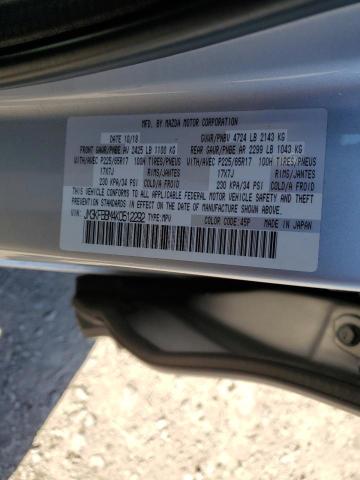 MFD. BY MAZDA MOTOR CORPORATION
DATE 10/18 GVWR/PNBV 4724 LB 2143 KG
FRONT GAWR/PNBE AV 2425 LB 1100 KG REAR GAWR/PNBE AR 2299 LB 1043 KG
WITH/AVEC P225/65R17 100H TIRES/PNEUS WITH/AVEC P225/65R17 100H TIRES/PNEUS
17X7J RIMS/JANTES 17X7J RIMS/JANTES
230 KPA/34 PSI COLD/A FROID 230 KPA/34 PSI COLD/A FROID
THIS VEHICLE CONFORMS TO ALL APPLICABLE FEDERAL MOTOR VEHICLE SAFETY, BUMPER, AND THEFT
PREVENTION STANDARDS IN EFFECT ON THE DATE OF MANUFACTURE SHOWN ABOVE.
VIN: TYPE: MPV COLOR CODE: 45P MADE IN JAPAN